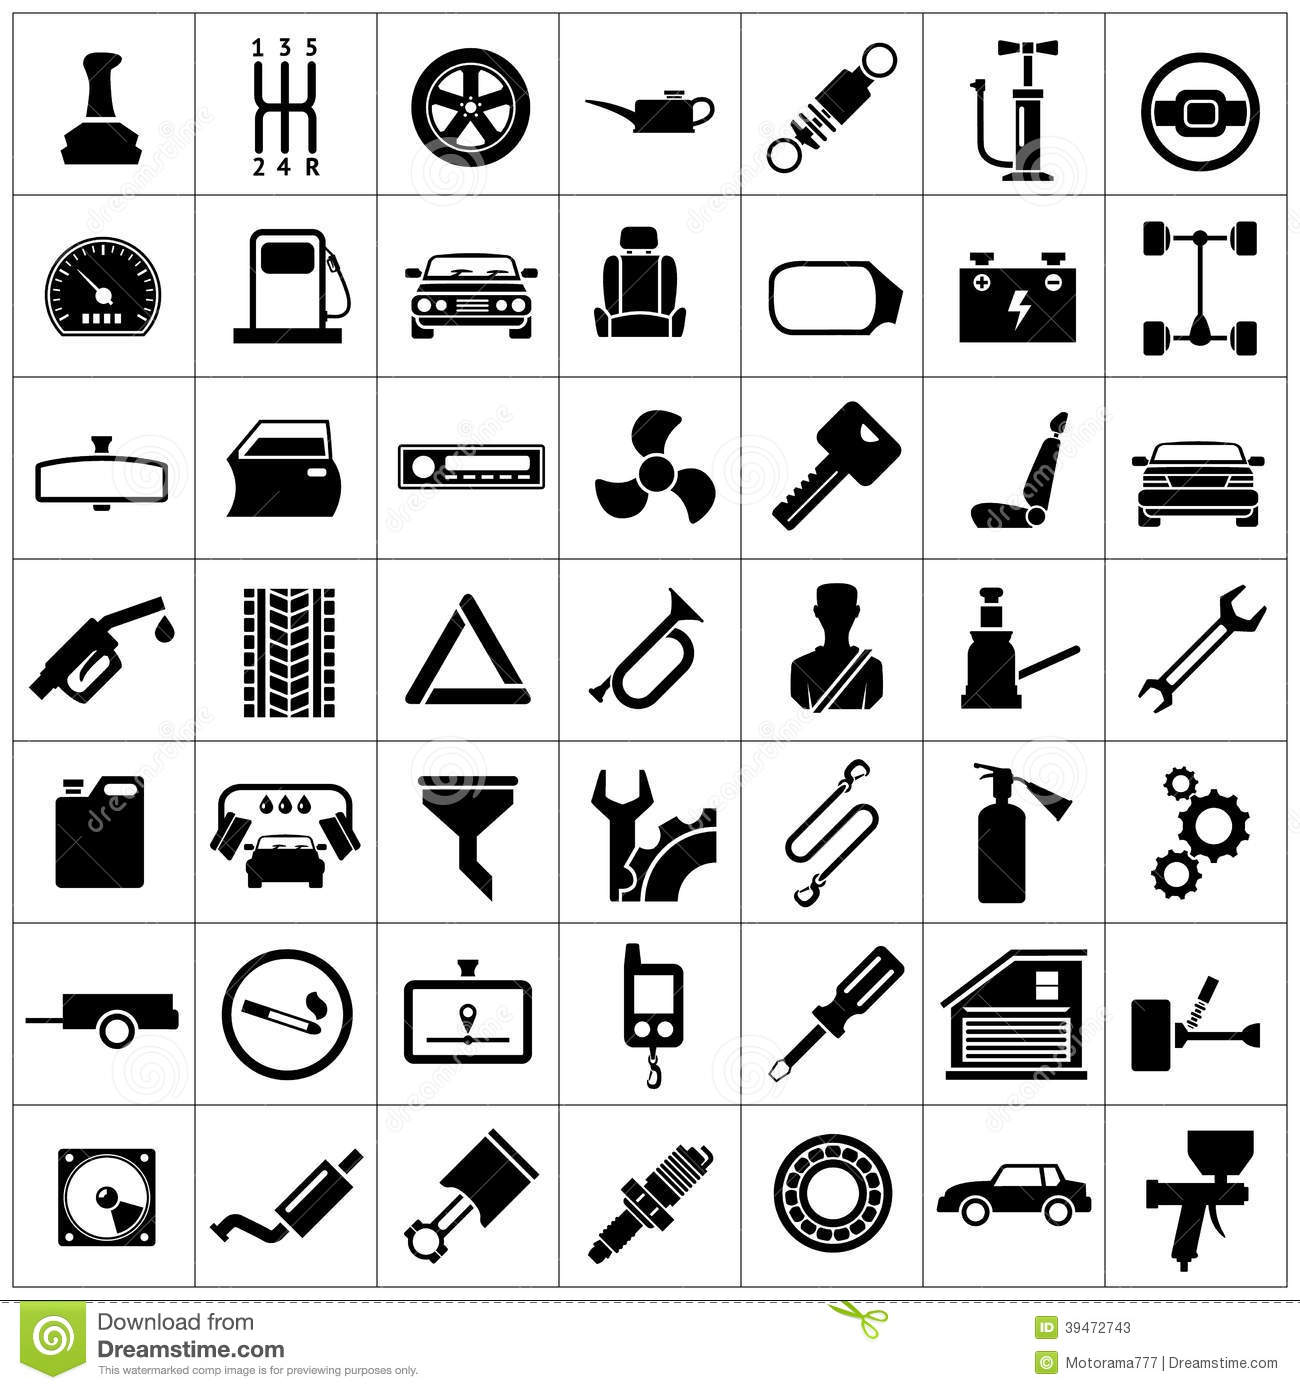 1 3 5
2 4 R
Download from
Dreamstime.com
This watermarked comp image is for previewing purposes only.
ID 39472743
© Motorama777 | Dreamstime.com